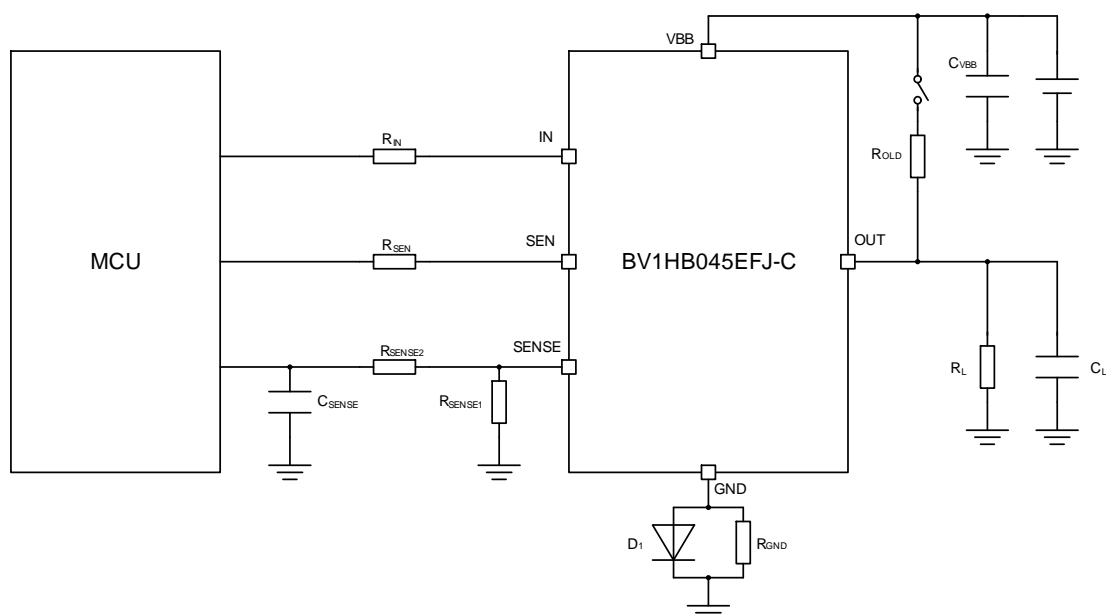 VBB
CVBB
RIN
IN
ROLD
MCU
RSEN
SEN
BV1HB045EFJ-C
OUT
RSENSE2
SENSE
CSENSE
RSENSE1
RL
CL
GND
D1
RGND